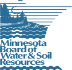 Minnesota
Board of
Water & Soil
Resources